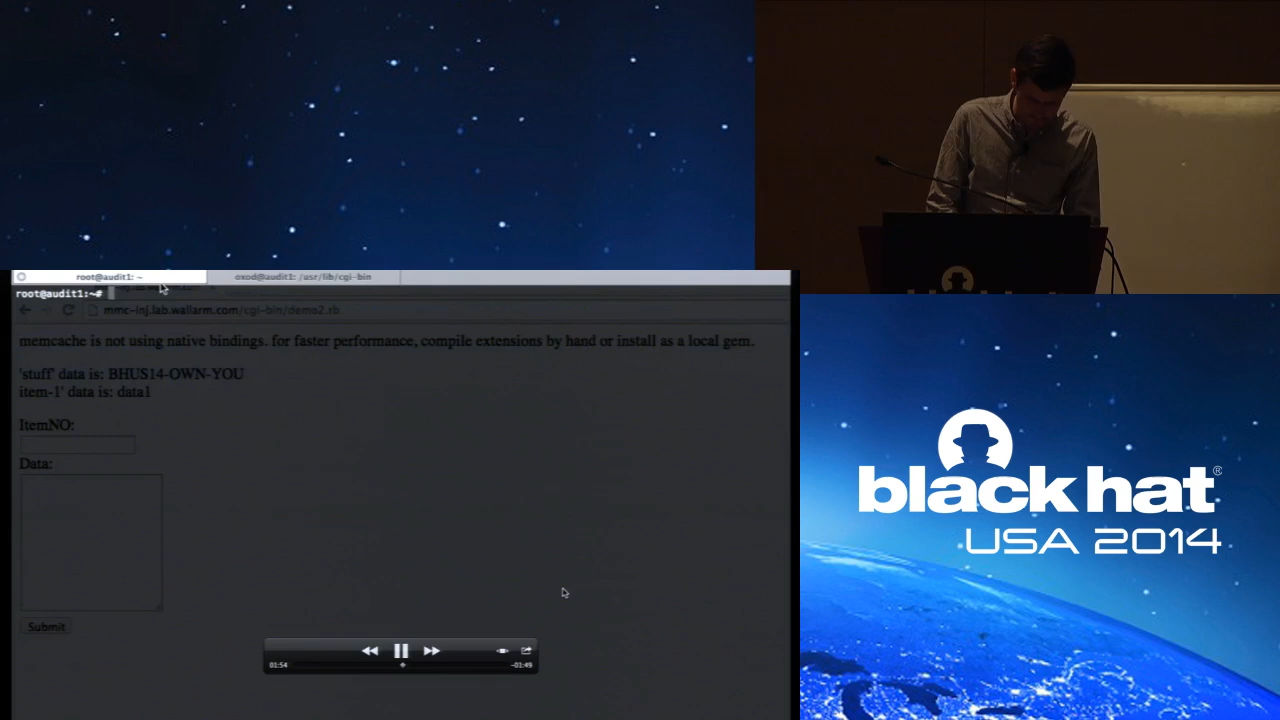 root@audit1: ~
oxod@audit1: /usr/lib/cgi-bin
root@audit1:~#
mmc-inj.lab.wallarm.com/cgi-bin/demo2.rb
memcache is not using native bindings. for faster performance, compile extensions by hand or install as a local gem.
'stuff' data is: BHUS14-OWN-YOU
item-1' data is: data1
ItemNO:
Data:
Submit
01:54
-01:49
black hat®
USA 2014